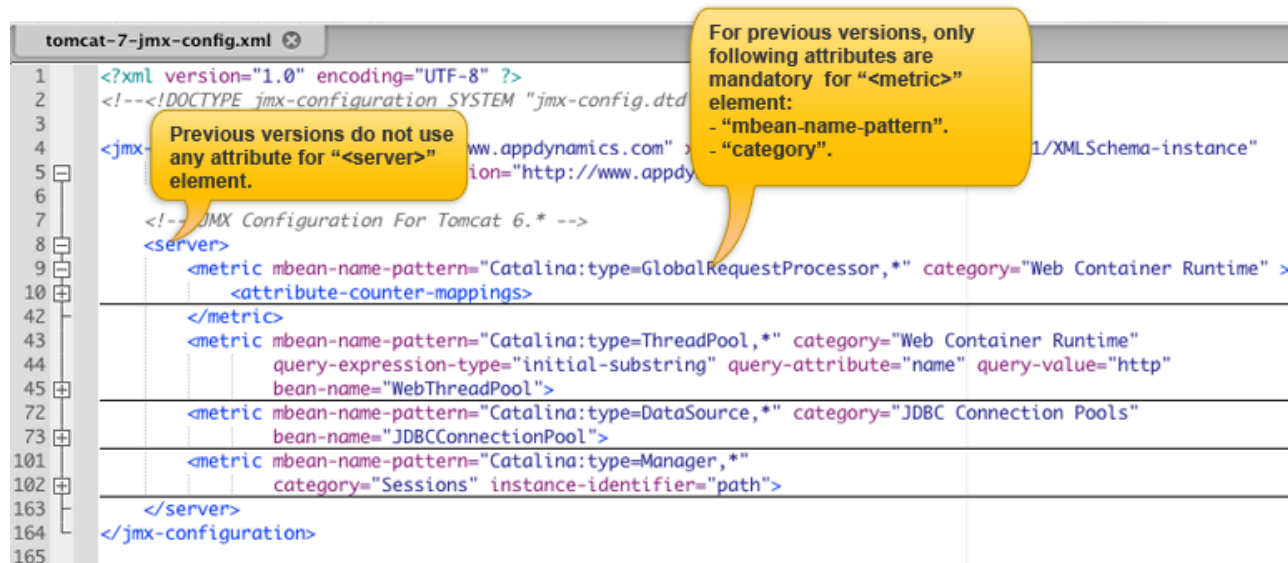 tomcat-7-jmx-config.xml
For previous versions, only
following attributes are
mandatory for “<metric>”
element:
- “mbean-name-pattern”.
- “category”.
Previous versions do not use
any attribute for “<server>”
element.
1 <?xml version="1.0" encoding="UTF-8" ?>
2 <!--<!DOCTYPE jmx-configuration SYSTEM "jmx-config.dtd
3
4 <jmx- ww.appdynamics.com" 1/XMLSchema-instance"
5 ion="http://www.appdy
6
7 <!-- JMX Configuration For Tomcat 6.* -->
8 <server>
9 <metric mbean-name-pattern="Catalina:type=GlobalRequestProcessor,*" category="Web Container Runtime" >
10 <attribute-counter-mappings>
42 </metric>
43 <metric mbean-name-pattern="Catalina:type=ThreadPool,*" category="Web Container Runtime"
44 query-expression-type="initial-substring" query-attribute="name" query-value="http"
45 bean-name="WebThreadPool">
72 <metric mbean-name-pattern="Catalina:type=DataSource,*" category="JDBC Connection Pools"
73 bean-name="JDBCConnectionPool">
101 <metric mbean-name-pattern="Catalina:type=Manager,*"
102 category="Sessions" instance-identifier="path">
163 </server>
164 </jmx-configuration>
165